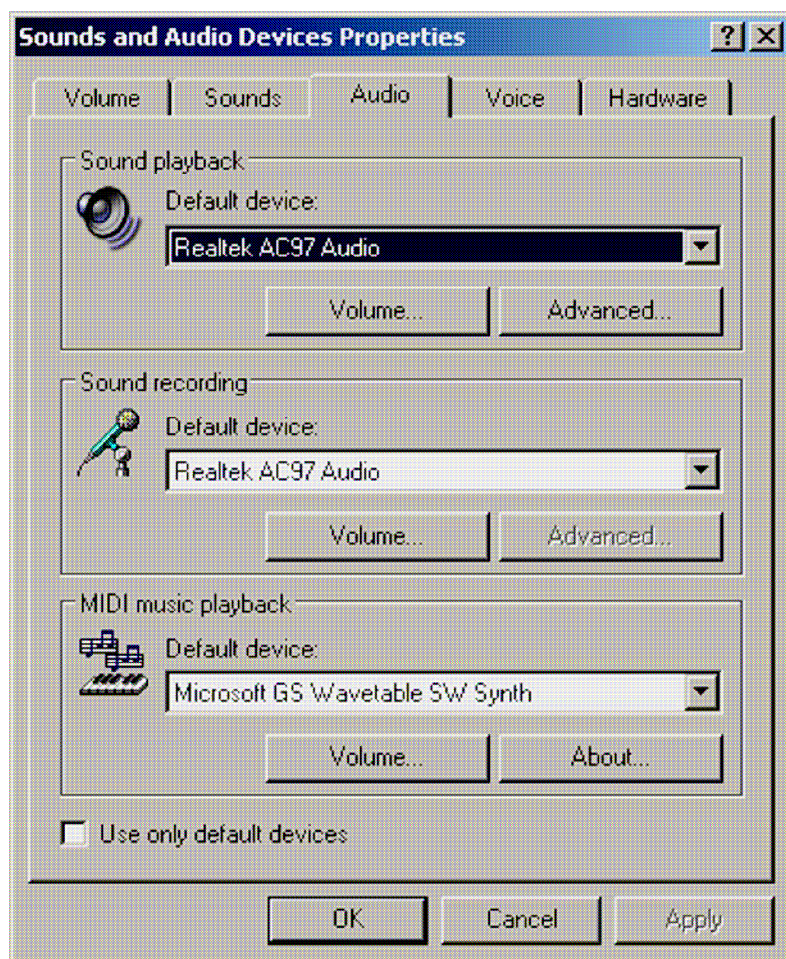 Sounds and Audio Devices Properties
Volume Sounds Audio Voice Hardware
Sound playback
Default device:
Realtek AC97 Audio
Volume... Advanced...
Sound recording
Default device:
Realtek AC97 Audio
Volume... Advanced...
MIDI music playback
Default device:
Microsoft GS Wavetable SW Synth
Volume... About...
Use only default devices
OK Cancel Apply